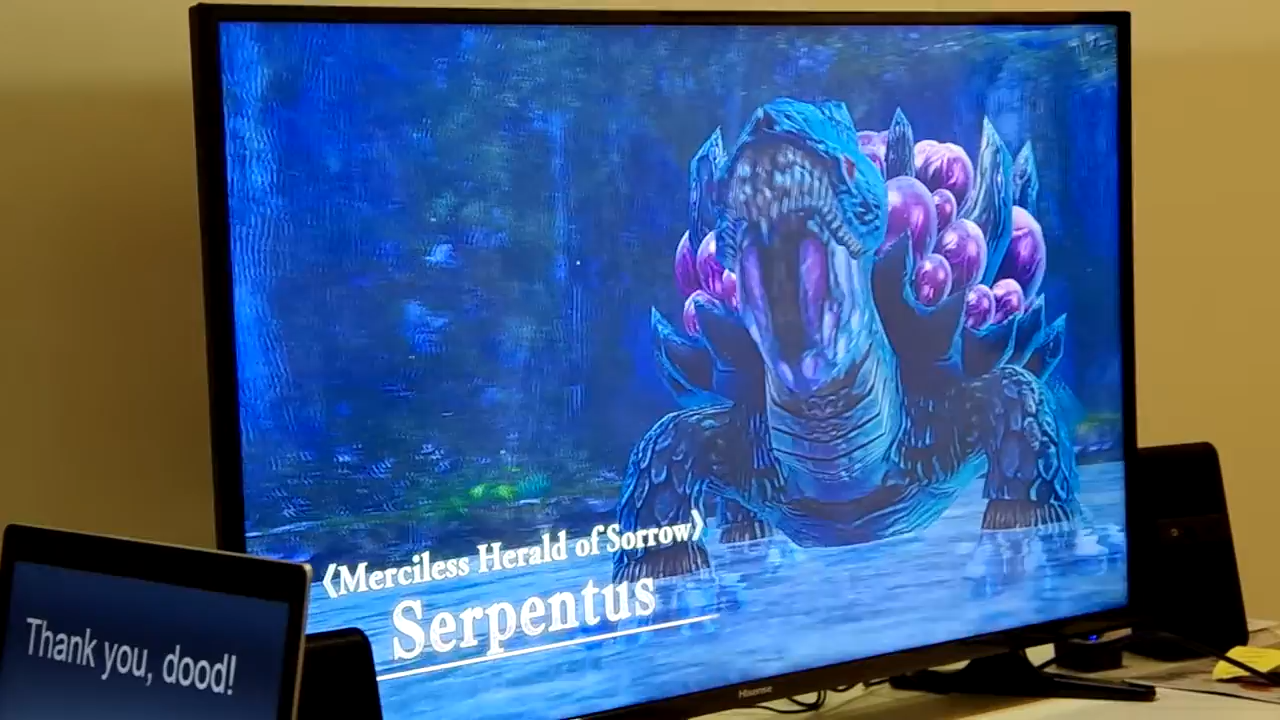 《Merciless Herald of Sorrow》
Serpentus
Thank you, dood!
Hisense